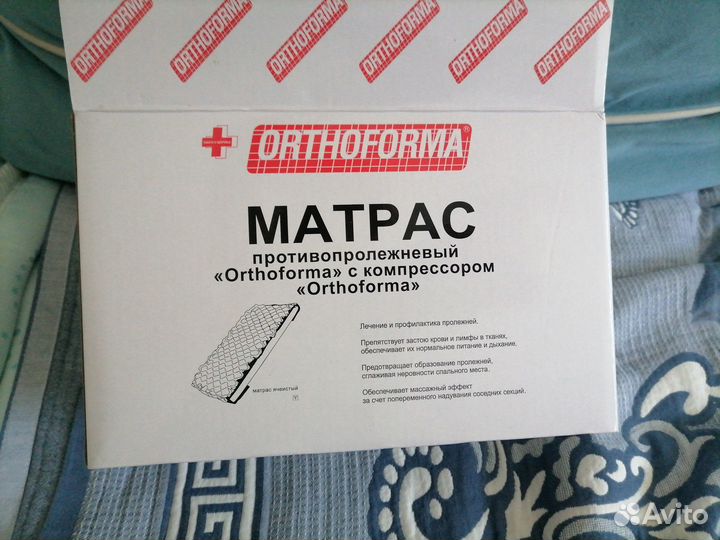 ORTHOFORMA ORTHOFORMA ORTHOFORMA ORTHOFORMA ORTHOFORMA ORTHOFORMA
ORTHOFORMA®
МАТРАС
противопролежневый
«Orthoforma» с компрессором
«Orthoforma»
Лечение и профилактика пролежней.
Препятствует застою крови и лимфы в тканях,
обеспечивает их нормальное питание и дыхание.
Предотвращает образование пролежней,
сглаживая неровности спального места.
Обеспечивает массажный эффект
за счет попеременного надувания соседних секций.
матрас ячеистый
Avito